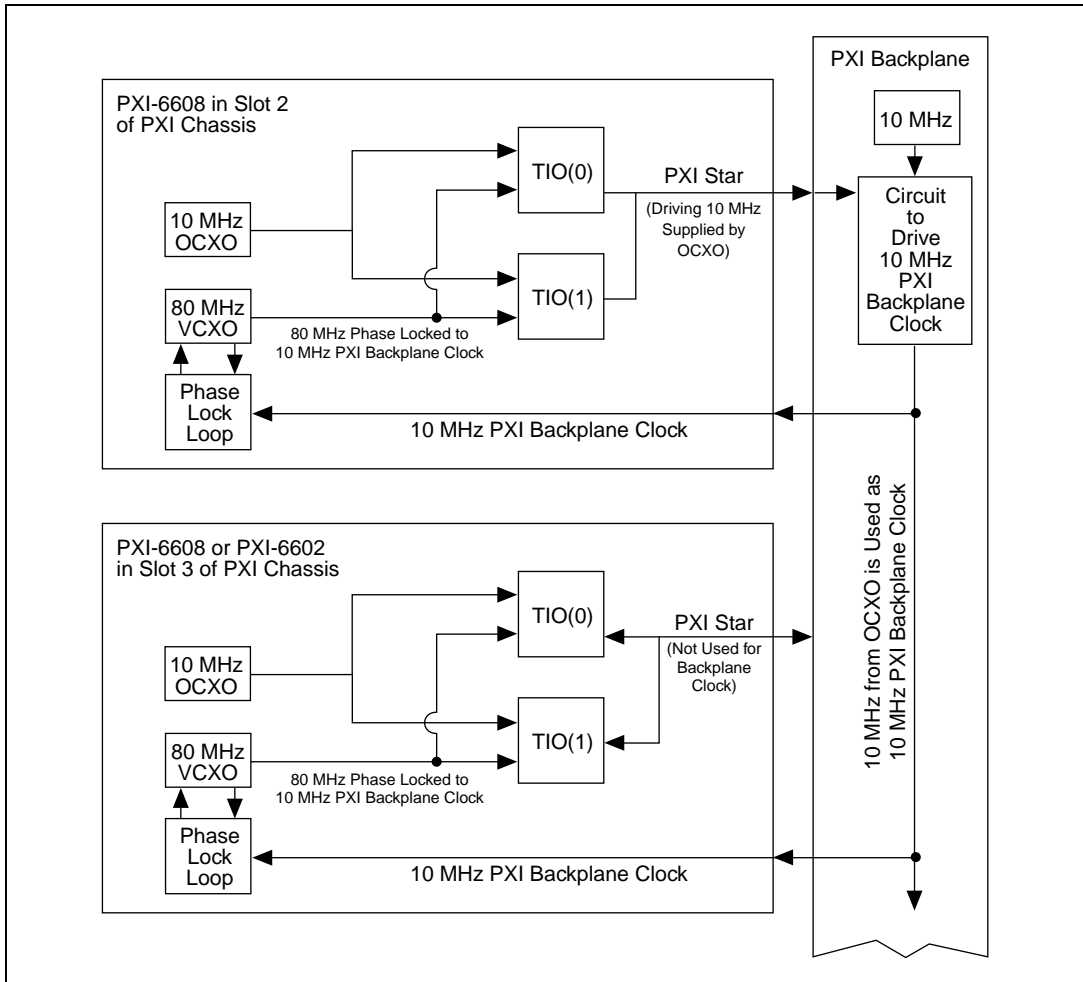 PXI Backplane
10 MHz
Circuit
to
Drive
10 MHz
PXI
Backplane
Clock
PXI-6608 in Slot 2
of PXI Chassis
10 MHz
OCXO
80 MHz
VCXO
Phase
Lock
Loop
TIO(0)
TIO(1)
PXI Star
(Driving 10 MHz
Supplied by
OCXO)
80 MHz Phase Locked to
10 MHz PXI Backplane Clock
10 MHz PXI Backplane Clock
PXI-6608 or PXI-6602
in Slot 3 of PXI Chassis
10 MHz
OCXO
80 MHz
VCXO
Phase
Lock
Loop
TIO(0)
TIO(1)
PXI Star
(Not Used for
Backplane
Clock)
80 MHz Phase Locked to
10 MHz PXI Backplane Clock
10 MHz PXI Backplane Clock
10 MHz from OCXO is Used as
10 MHz PXI Backplane Clock